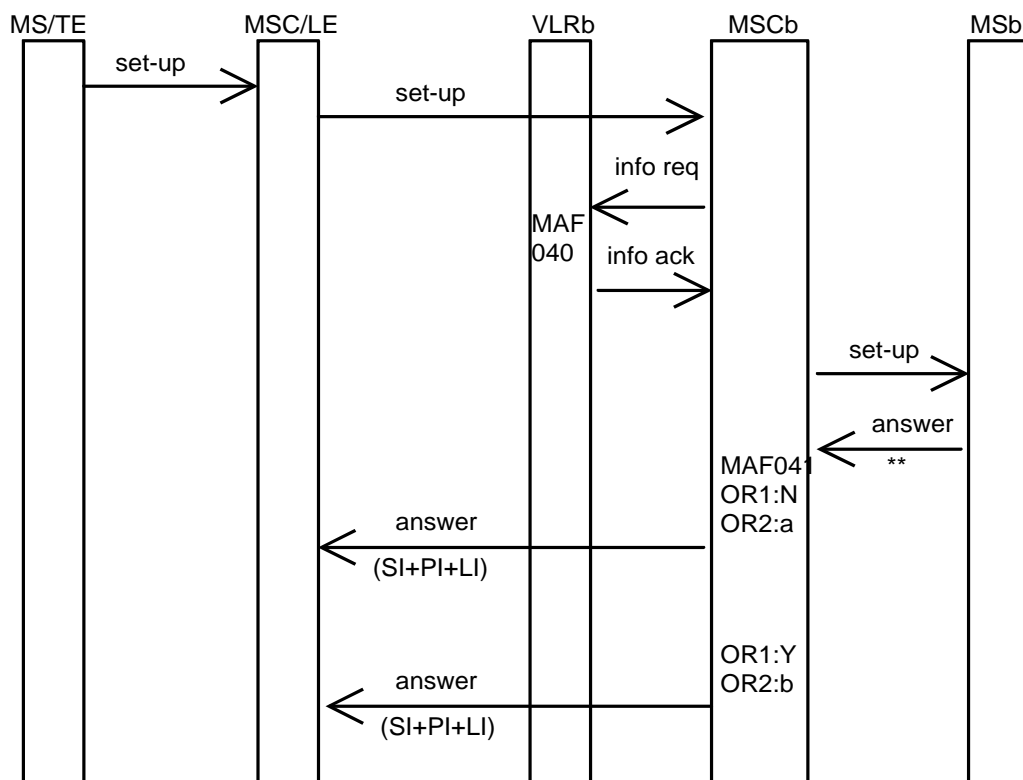 MS/TE MSC/LE VLRb MSCb MSb
set-up
set-up
info req
MAF
040
info ack
set-up
answer
**
MAF041
OR1:N
OR2:a
answer
(SI+PI+LI)
OR1:Y
OR2:b
answer
(SI+PI+LI)